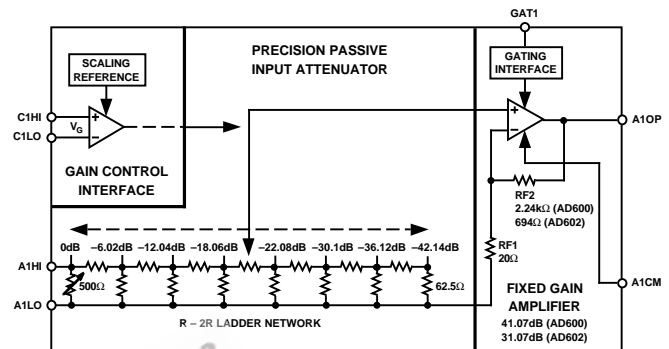 GAT1
PRECISION PASSIVE
INPUT ATTENUATOR
SCALING
REFERENCE
GATING
INTERFACE
C1HI
C1LO
VG
+
–
+
–
A1OP
GAIN CONTROL
INTERFACE
RF2
2.24kΩ (AD600)
694Ω (AD602)
0dB –6.02dB –12.04dB –18.06dB –22.08dB –30.1dB –36.12dB –42.14dB
RF1
20Ω
A1HI
500Ω
62.5Ω
A1LO
A1CM
R – 2R LADDER NETWORK
FIXED GAIN
AMPLIFIER
41.07dB (AD600)
31.07dB (AD602)